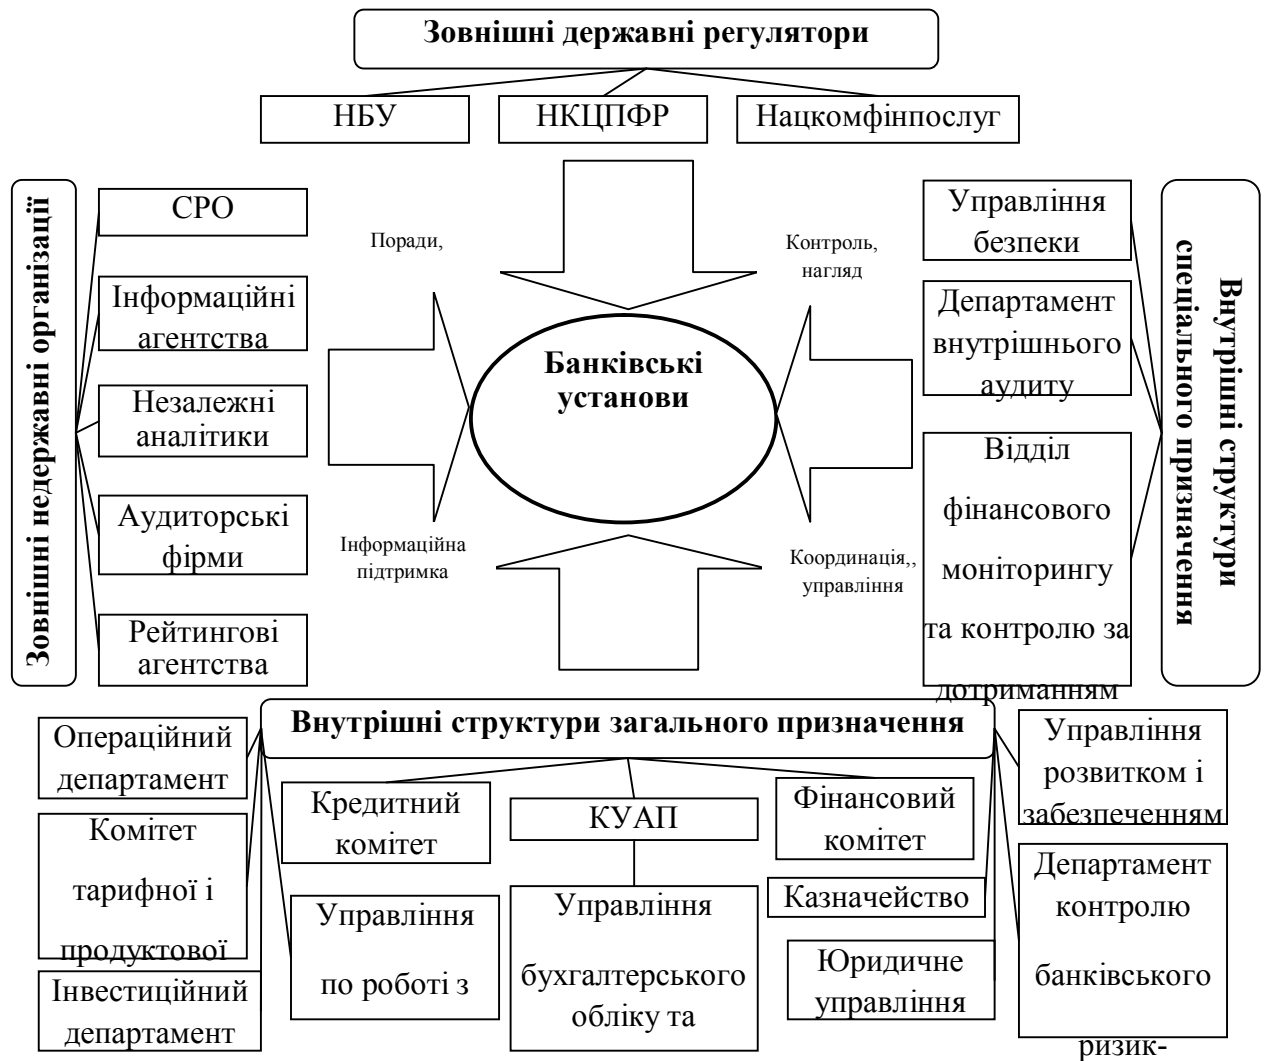 Зовнішні державні регулятори
НБУ
НКЦПФР
Нацкомфінпослуг
Зовнішні недержавні організації
СРО
Інформаційні
агентства
Незалежні
аналітики
Аудиторські
фірми
Рейтингові
агентства
Поради,
Контроль,
нагляд
Банківські
установи
Інформаційна
підтримка
Координація,,
управління
Управління
безпеки
Департамент
внутрішнього
аудиту
Відділ
фінансового
моніторингу
та контролю за
дотриманням
Внутрішні структури
спеціального призначення
Внутрішні структури загального призначення
Операційний
департамент
Комітет
тарифної і
продуктової
Інвестиційний
департамент
Кредитний
комітет
Управління
по роботі з
КУАП
Управління
бухгалтерського
обліку та
Фінансовий
комітет
Казначейство
Юридичне
управління
Управління
розвитком і
забезпеченням
Департамент
контролю
банківського
ризик-